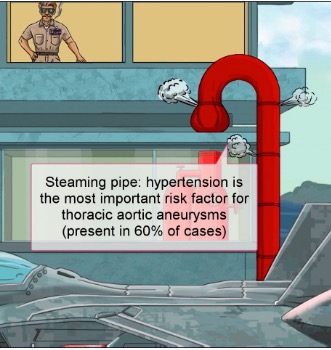 Steaming pipe: hypertension is
the most important risk factor for
thoracic aortic aneurysms
(present in 60% of cases)